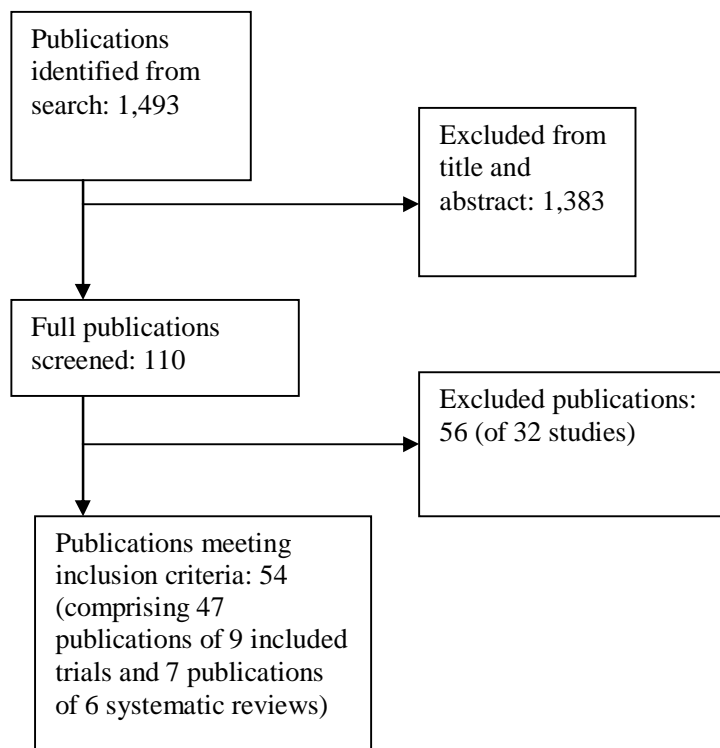 Publications
identified from
search: 1,493
Excluded from
title and
abstract: 1,383
Full publications
screened: 110
Excluded publications:
56 (of 32 studies)
Publications meeting
inclusion criteria: 54
(comprising 47
publications of 9 included
trials and 7 publications
of 6 systematic reviews)